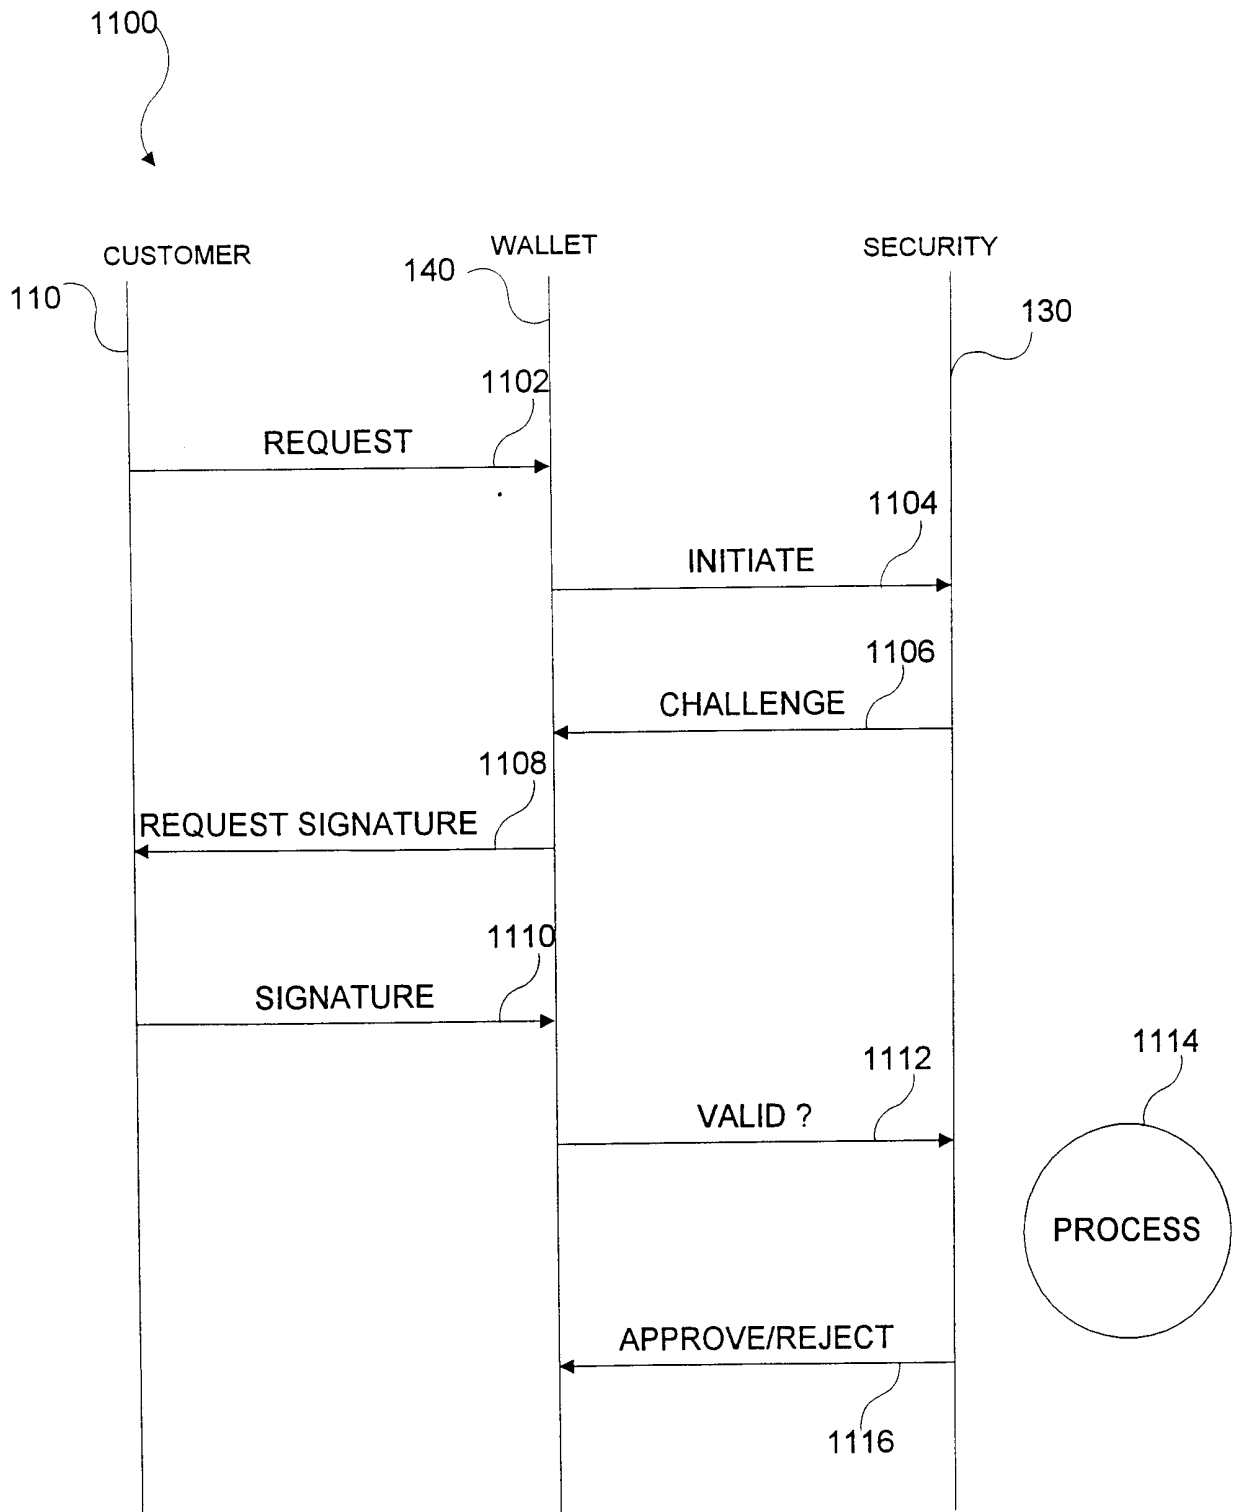 1100
CUSTOMER
WALLET
SECURITY
110
140
130
1102
REQUEST
1104
INITIATE
1106
CHALLENGE
1108
REQUEST SIGNATURE
1110
SIGNATURE
1112
VALID ?
1114
PROCESS
APPROVE/REJECT
1116